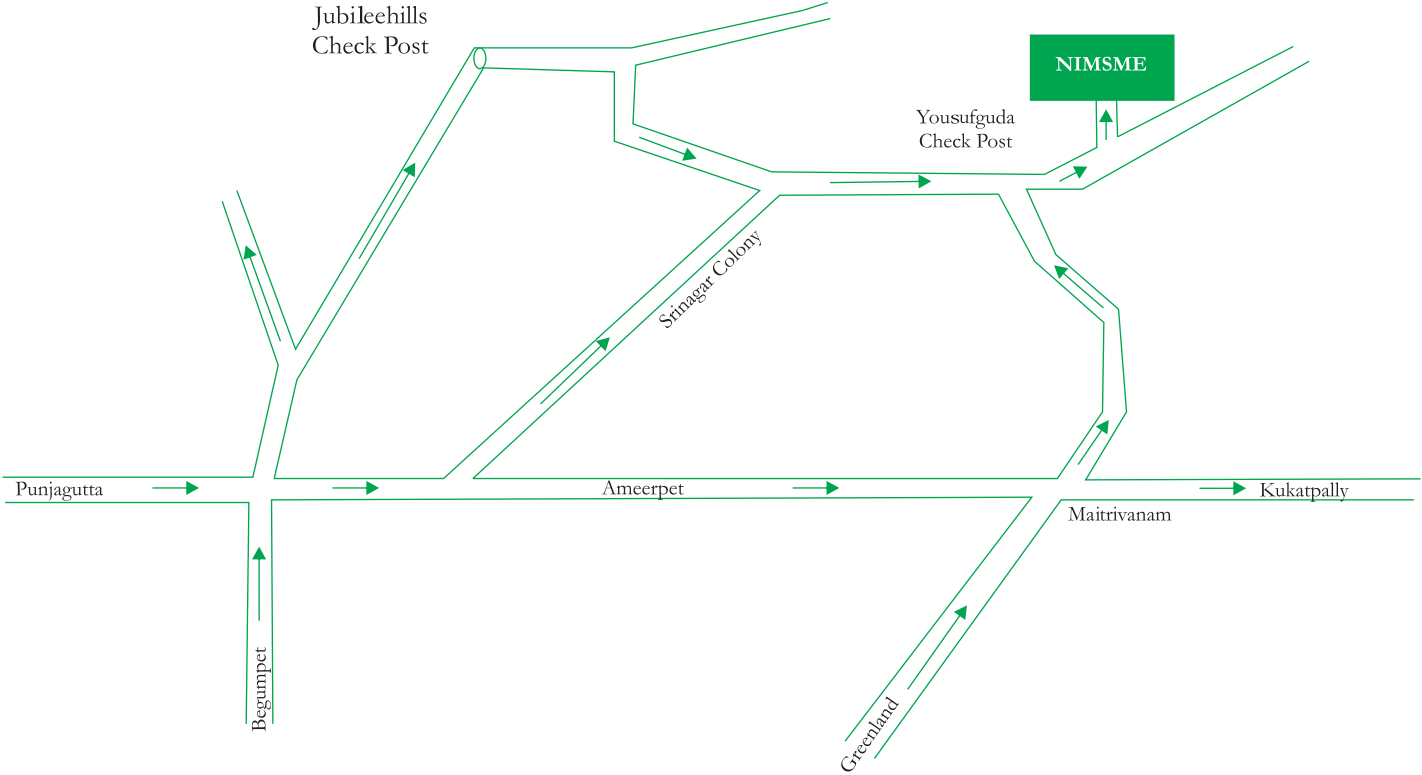 Jubileehills
Check Post
NIMSME
Yousufguda
Check Post
Srinagar Colony
Punjagutta
Ameerpet
Kukatpally
Maitrivanam
Begumpet
Greenland